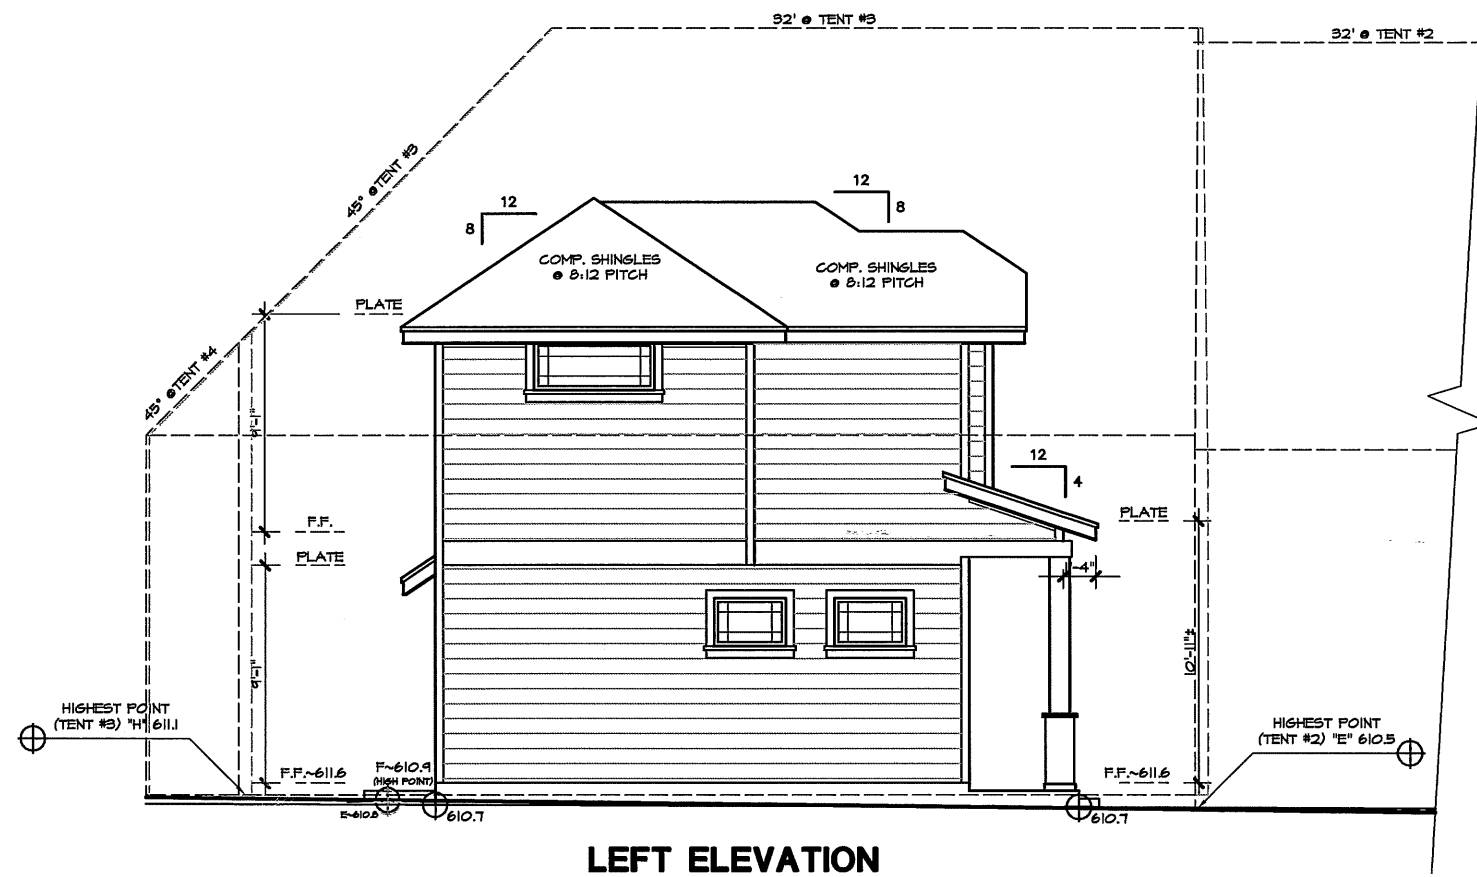 32' @ TENT #3
32' @ TENT #2
45° @ TENT #3
12
8
12
8
COMP. SHINGLES
@ 8:12 PITCH
COMP. SHINGLES
@ 8:12 PITCH
PLATE
45° @ TENT #4
9'-1"
12
4
F.F.
PLATE
PLATE
-4"
9'-1"
10'-11"±
HIGHEST POINT
(TENT #3) "H" 611.1
HIGHEST POINT
(TENT #2) "E" 610.5
F.F.~611.6
F~610.9
(HIGH POINT)
F.F.~611.6
610.7
610.7
LEFT ELEVATION